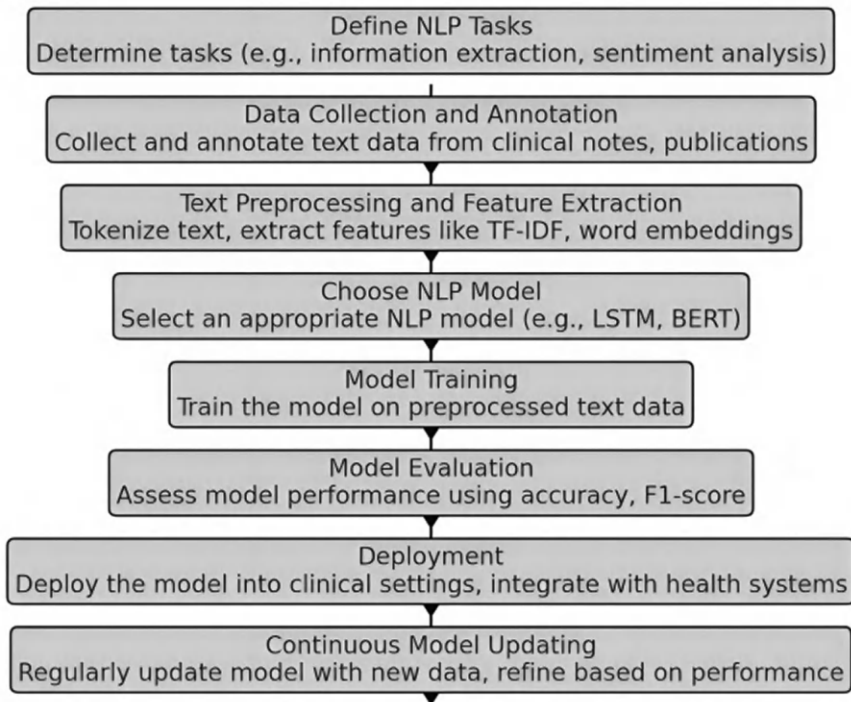 Define NLP Tasks
Determine tasks (e.g., information extraction, sentiment analysis)
Data Collection and Annotation
Collect and annotate text data from clinical notes, publications
Text Preprocessing and Feature Extraction
Tokenize text, extract features like TF-IDF, word embeddings
Choose NLP Model
Select an appropriate NLP model (e.g., LSTM, BERT)
Model Training
Train the model on preprocessed text data
Model Evaluation
Assess model performance using accuracy, F1-score
Deployment
Deploy the model into clinical settings, integrate with health systems
Continuous Model Updating
Regularly update model with new data, refine based on performance